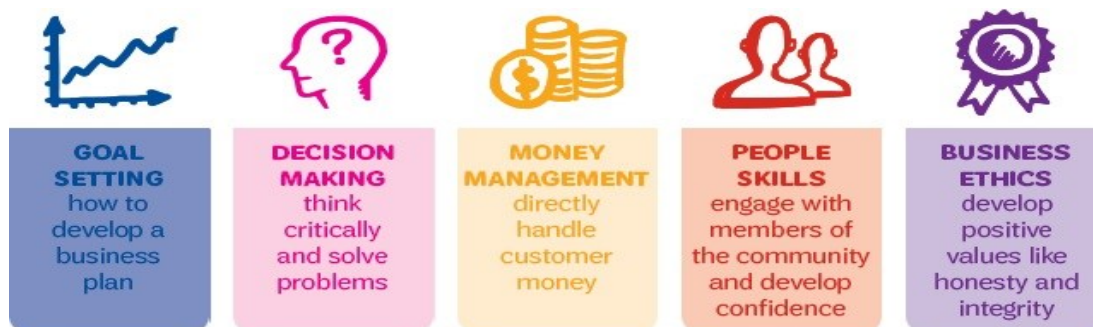 ?
$
GOAL
SETTING
how to
develop a
business
plan
DECISION
MAKING
think
critically
and solve
problems
MONEY
MANAGEMENT
directly
handle
customer
money
PEOPLE
SKILLS
engage with
members of
the community
and develop
confidence
BUSINESS
ETHICS
develop
positive
values like
honesty and
integrity